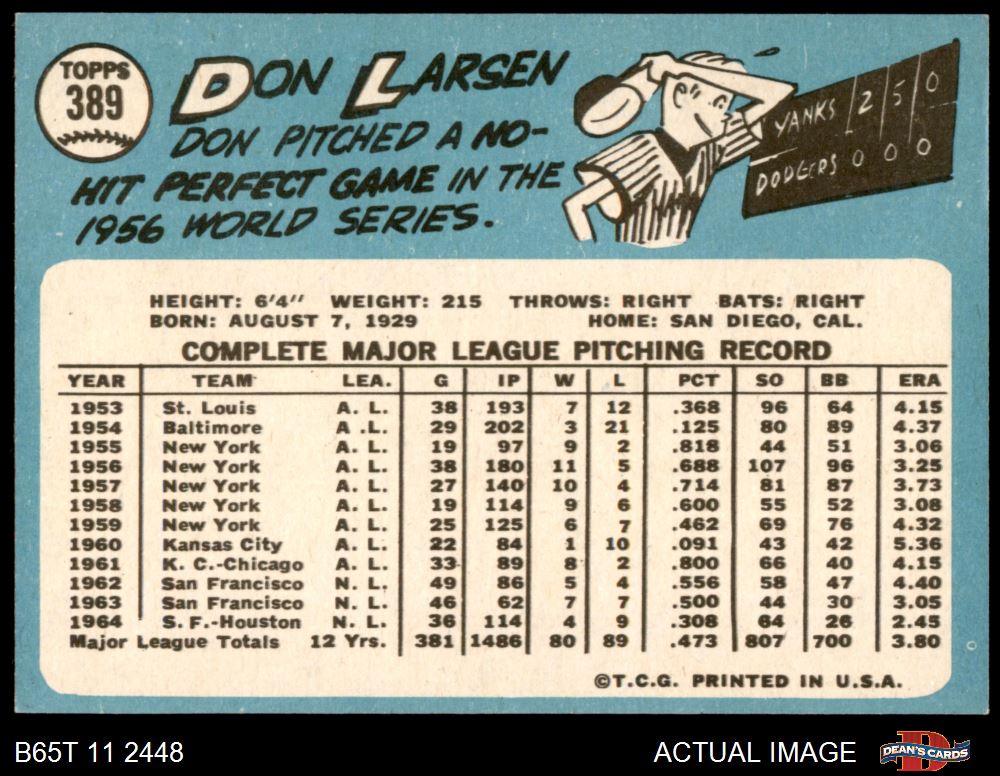 TOPPS
389
DON LARSEN
DON PITCHED A NO-
HIT PERFECT GAME IN THE
1956 WORLD SERIES.
YANKS 2 5 0
DODGERS 0 0 0
HEIGHT: 6'4" WEIGHT: 215 THROWS: RIGHT BATS: RIGHT
BORN: AUGUST 7, 1929 HOME: SAN DIEGO, CAL.
COMPLETE MAJOR LEAGUE PITCHING RECORD
YEAR TEAM LEA. G IP W L PCT SO BB ERA
1953 St. Louis A. L. 38 193 7 12 .368 96 64 4.15
1954 Baltimore A .L. 29 202 3 21 .125 80 89 4.37
1955 New York A. L. 19 97 9 2 .818 44 51 3.06
1956 New York A. L. 38 180 11 5 .688 107 96 3.25
1957 New York A. L. 27 140 10 4 .714 81 87 3.73
1958 New York A. L. 19 114 9 6 .600 55 52 3.08
1959 New York A. L. 25 125 6 7 .462 69 76 4.32
1960 Kansas City A. L. 22 84 1 10 .091 43 42 5.36
1961 K. C.-Chicago A. L. 33 89 8 2 .800 66 40 4.15
1962 San Francisco N. L. 49 86 5 4 .556 58 47 4.40
1963 San Francisco N. L. 46 62 7 7 .500 44 30 3.05
1964 S. F.-Houston N. L. 36 114 4 9 .308 64 26 2.45
Major League Totals 12 Yrs. 381 1486 80 89 .473 807 700 3.80
©T.C.G. PRINTED IN U.S.A.
B65T 11 2448 ACTUAL IMAGE DEAN'S CARDS